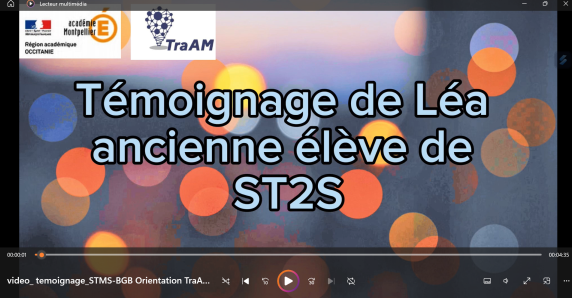 Lecteur multimédia
académie
Montpellier
Région académique
OCCITANIE
TraAM
Témoignage de Léa
ancienne élève de
ST2S
00:00:01
00:04:35
video_ temoignage_STMS-BGB Orientation TraA...